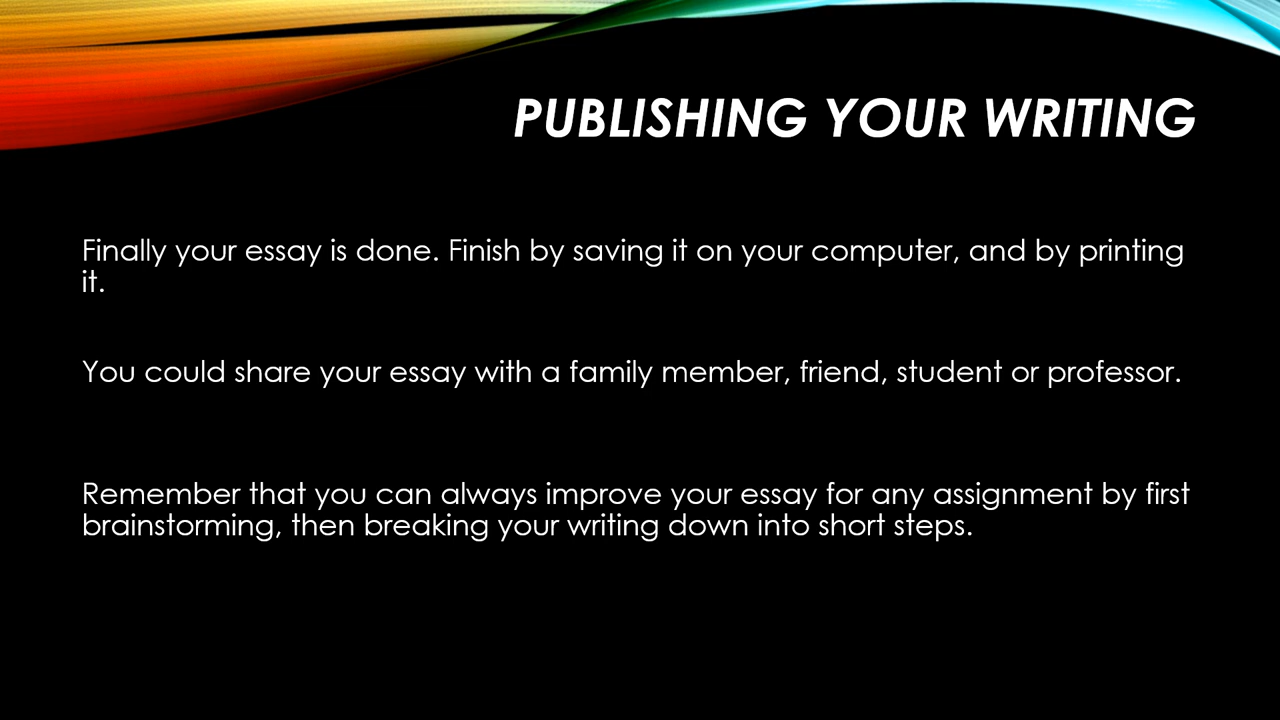 PUBLISHING YOUR WRITING
Finally your essay is done. Finish by saving it on your computer, and by printing
it.
You could share your essay with a family member, friend, student or professor.
Remember that you can always improve your essay for any assignment by first
brainstorming, then breaking your writing down into short steps.